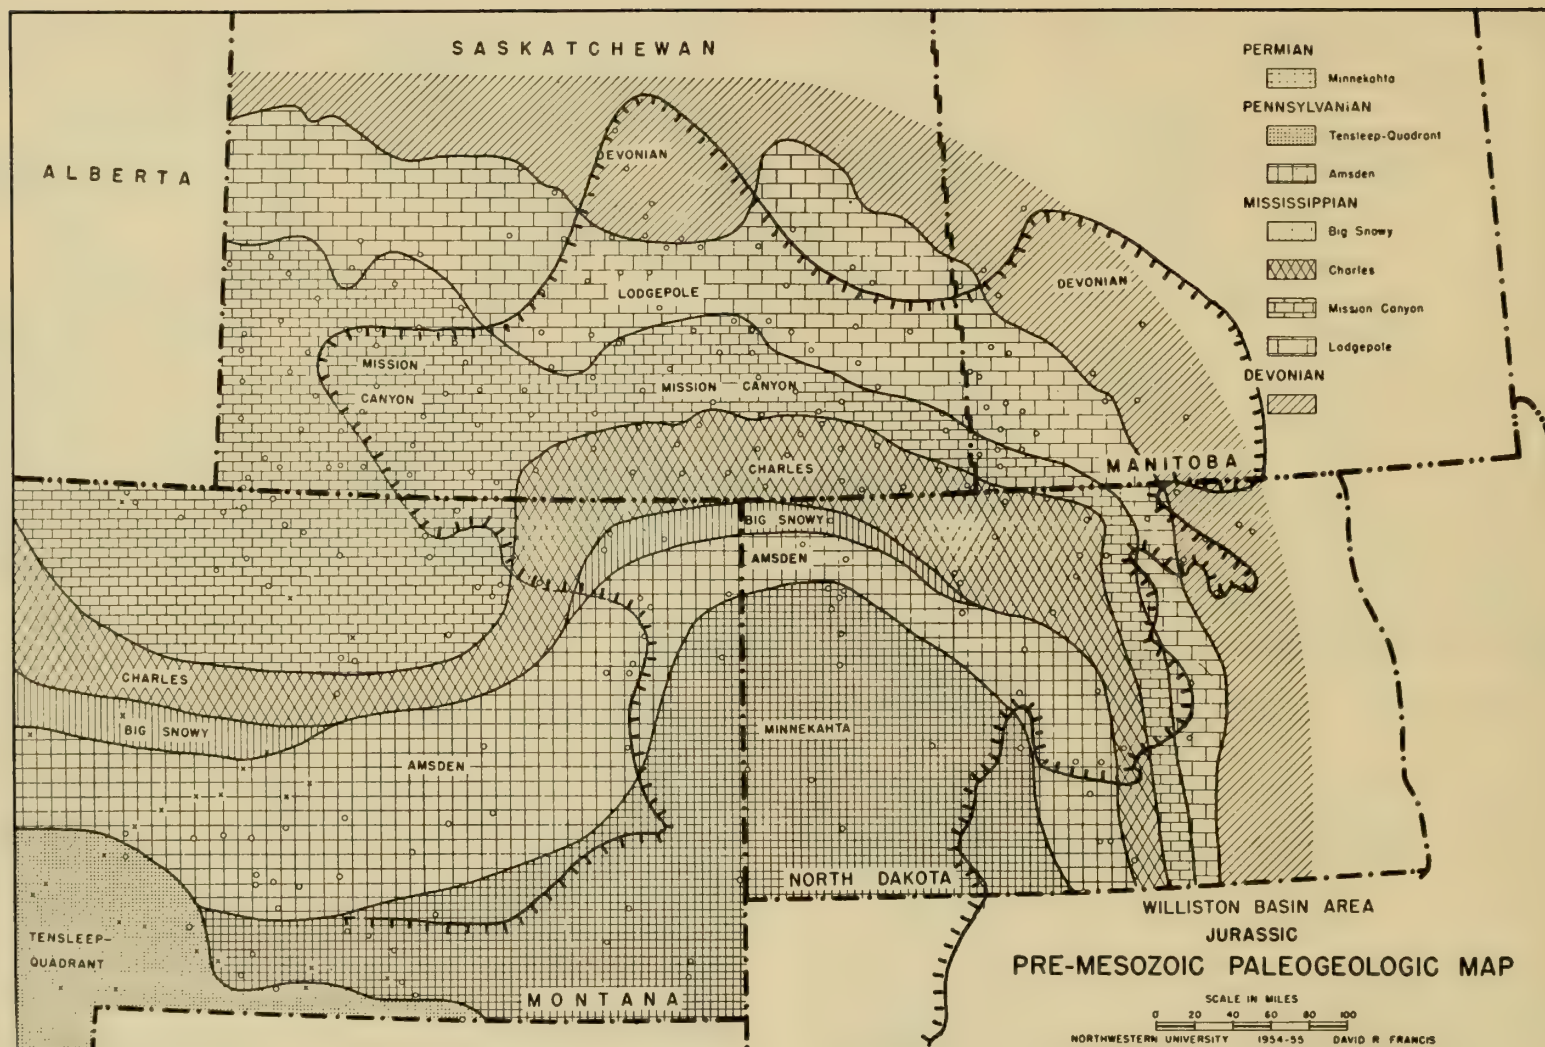 SASKATCHEWAN
ALBERTA
PERMIAN
Minnekahta
PENNSYLVANIAN
Tensleep-Quadrant
Amsden
MISSISSIPPIAN
Big Snowy
Charles
Mission Canyon
Lodgepole
DEVONIAN
DEVONIAN
DEVONIAN
LODGEPOLE
MISSION
CANYON
MISSION CANYON
CHARLES
MANITOBA
BIG SNOWY
AMSDEN
CHARLES
BIG SNOWY
MINNEKAHTA
AMSDEN
NORTH DAKOTA
TENSLEEP-
QUADRANT
MONTANA
WILLISTON BASIN AREA
JURASSIC
PRE-MESOZOIC PALEOGEOLOGIC MAP
SCALE IN MILES
0 20 40 60 80 100
NORTHWESTERN UNIVERSITY 1954-55 DAVID R FRANCIS